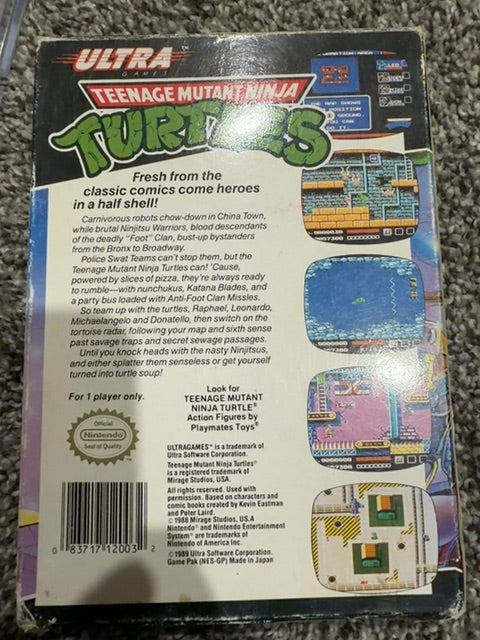 ULTRA™
GAMES
TEENAGE MUTANT NINJA
TURTLES
Fresh from the
classic comics come heroes
in a half shell!
Carnivorous robots chow-down in China Town,
while brutal Ninjitsu Warriors, blood descendants
of the deadly "Foot" Clan, bust-up bystanders
from the Bronx to Broadway.
Police Swat Teams can't stop them, but the
Teenage Mutant Ninja Turtles can! 'Cause,
powered by slices of pizza, they're always ready
to rumble—with nunchukus, Katana Blades, and
a party bus loaded with Anti-Foot Clan Missles.
So team up with the turtles, Raphael, Leonardo,
Michaelangelo and Donatello, then switch on the
tortoise radar, following your map and sixth sense
past savage traps and secret sewage passages.
Until you knock heads with the nasty Ninjitsus,
and either splatter them senseless or get yourself
turned into turtle soup!
For 1 player only.
Look for
TEENAGE MUTANT
NINJA TURTLE®
Action Figures by
Playmates Toys®
Official
Nintendo®
Seal of Quality
ULTRAGAMES™ is a trademark of
Ultra Software Corporation.
Teenage Mutant Ninja Turtles®
is a registered trademark of
Mirage Studios, USA.
All rights reserved. Used with
permission. Based on characters and
comic books created by Kevin Eastman
and Peter Laird.
© 1988 Mirage Studios, U.S.A
Nintendo® and Nintendo Entertainment
System® are trademarks of
Nintendo of America Inc.
© 1989 Ultra Software Corporation.
Game Pak (NES-GP) Made in Japan
0 83717 12003 2
THE MAP SHOWS
POSITION
GROUND.
YOU CAN
DO IT.